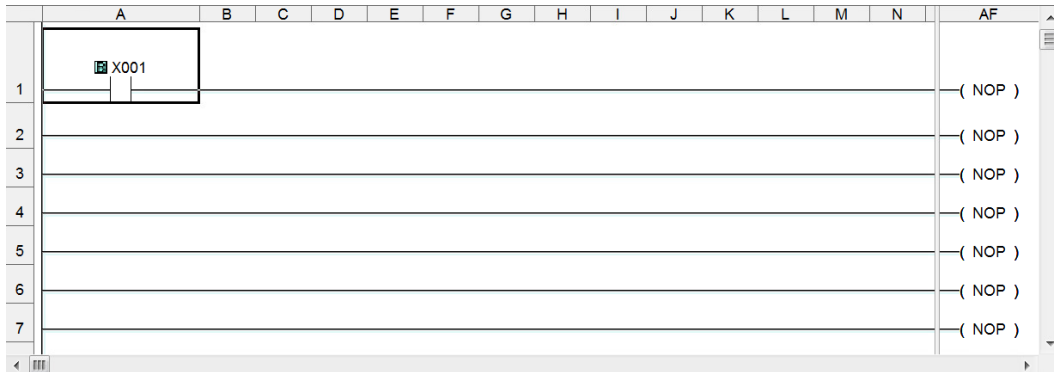 A B C D E F G H I J K L M N AF
B X001
1 ( NOP )
2 ( NOP )
3 ( NOP )
4 ( NOP )
5 ( NOP )
6 ( NOP )
7 ( NOP )